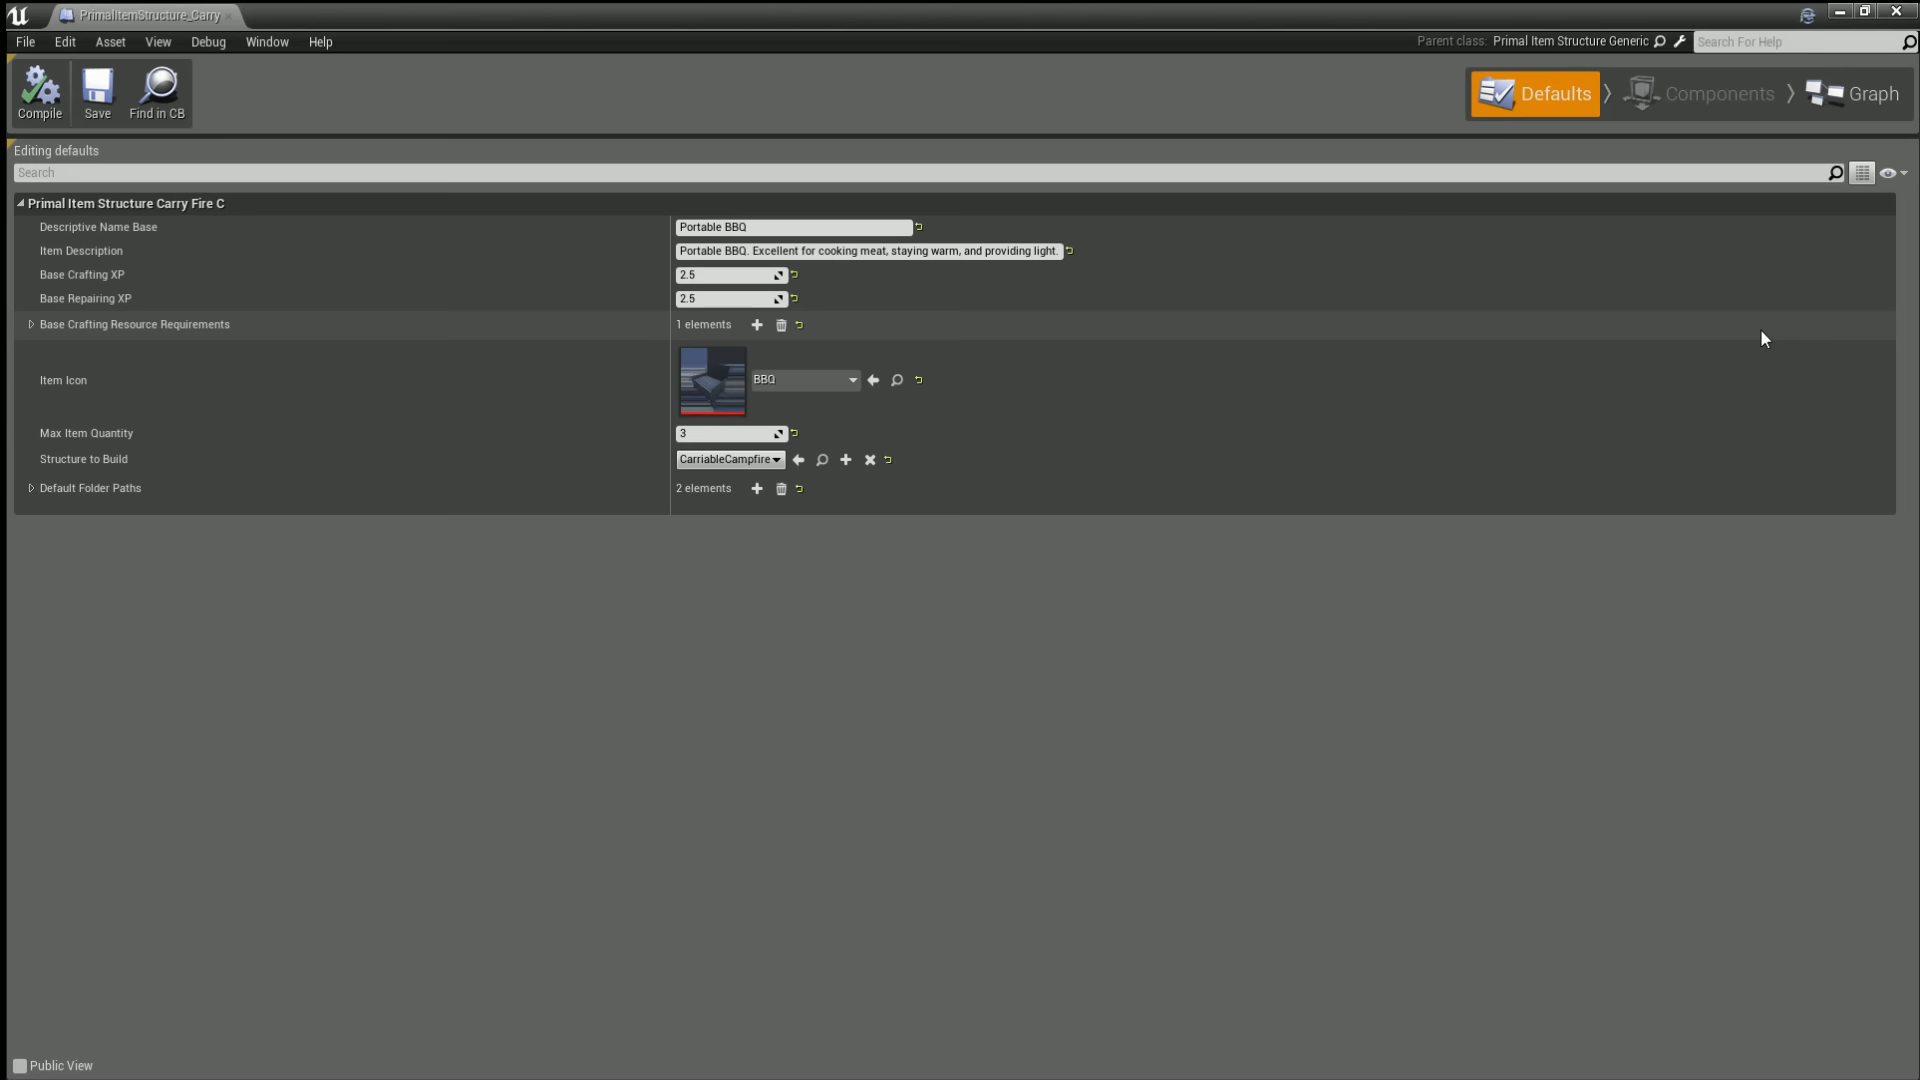 PrimalItemStructure_Carry
File Edit Asset View Debug Window Help
Parent class: Primal Item Structure Generic
Search For Help
Compile Save Find in CB
Defaults Components Graph
Editing defaults
Search
Primal Item Structure Carry Fire C
Descriptive Name Base Portable BBQ
Item Description Portable BBQ. Excellent for cooking meat, staying warm, and providing light.
Base Crafting XP 2.5
Base Repairing XP 2.5
Base Crafting Resource Requirements 1 elements
Item Icon BBQ
Max Item Quantity 3
Structure to Build CarriableCampfire
Default Folder Paths 2 elements
Public View